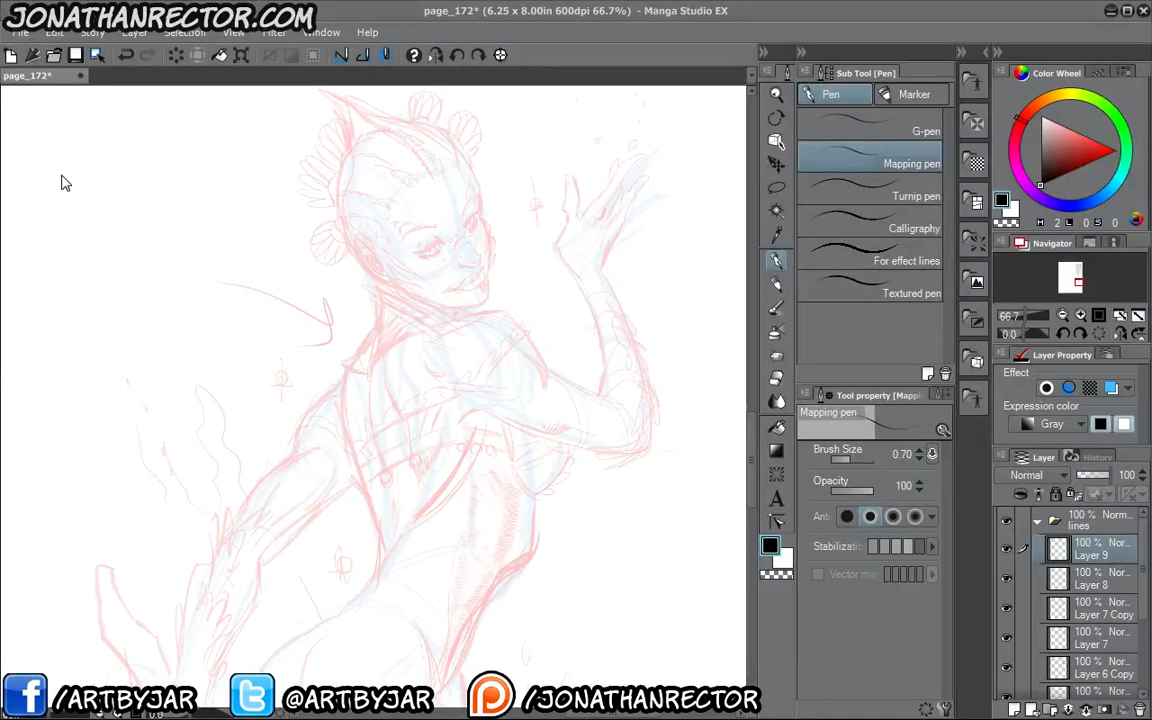 JONATHANRECTOR.COM
page_172* (6.25 x 8.00in 600dpi 66.7%) - Manga Studio EX
File Edit Story Layer Selection View Filter Window Help
page_172*
Sub Tool [Pen]
Pen Marker
G-pen
Mapping pen
Turnip pen
Calligraphy
For effect lines
Textured pen
Tool property [Mappi
Mapping pen
Brush Size 0.70
Opacity 100
Anti
Stabilizatio
Vector ma
Color Wheel
H 2 L 0 S 0
Navigator
66.7
0.0
Layer Property
Effect
Expression color
Gray
Layer History
Normal 100
100 % Norm...
lines
100 % Nor...
Layer 9
100 % Nor...
Layer 8
100 % Nor...
Layer 7 Copy
100 % Nor...
Layer 7
100 % Nor...
Layer 6 Copy
100 % Nor...
/ARTBYJAR @ARTBYJAR /JONATHANRECTOR